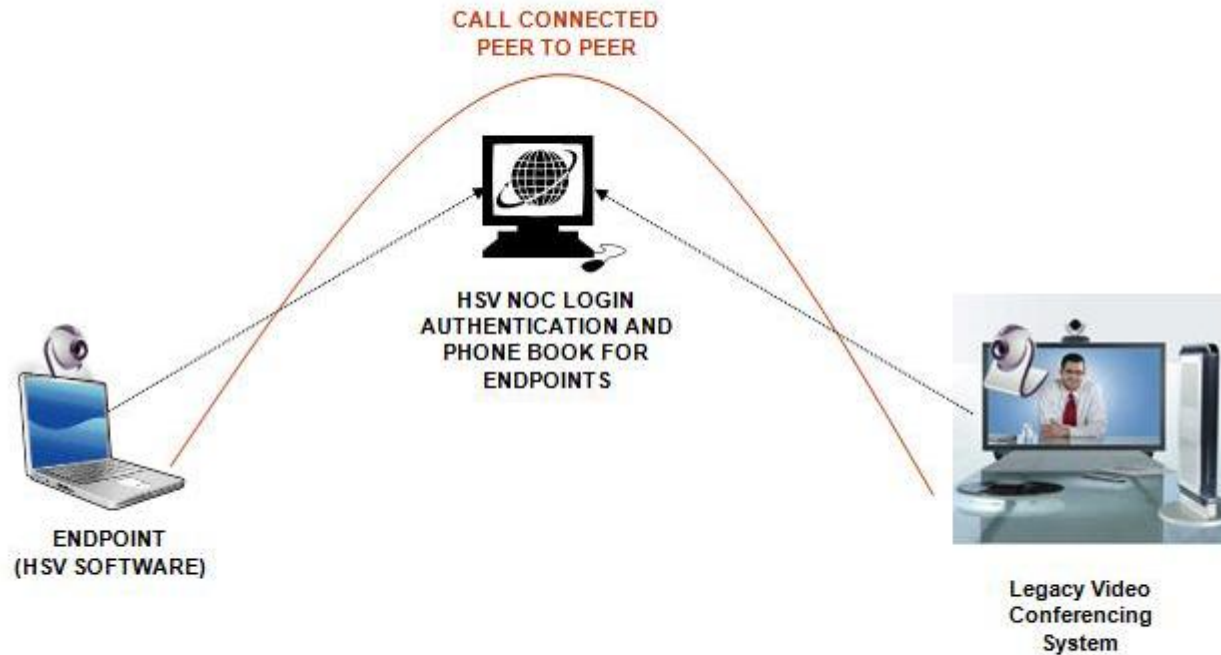 CALL CONNECTED
PEER TO PEER
HSV NOC LOGIN
AUTHENTICATION AND
PHONE BOOK FOR
ENDPOINTS
ENDPOINT
(HSV SOFTWARE)
Legacy Video
Conferencing
System